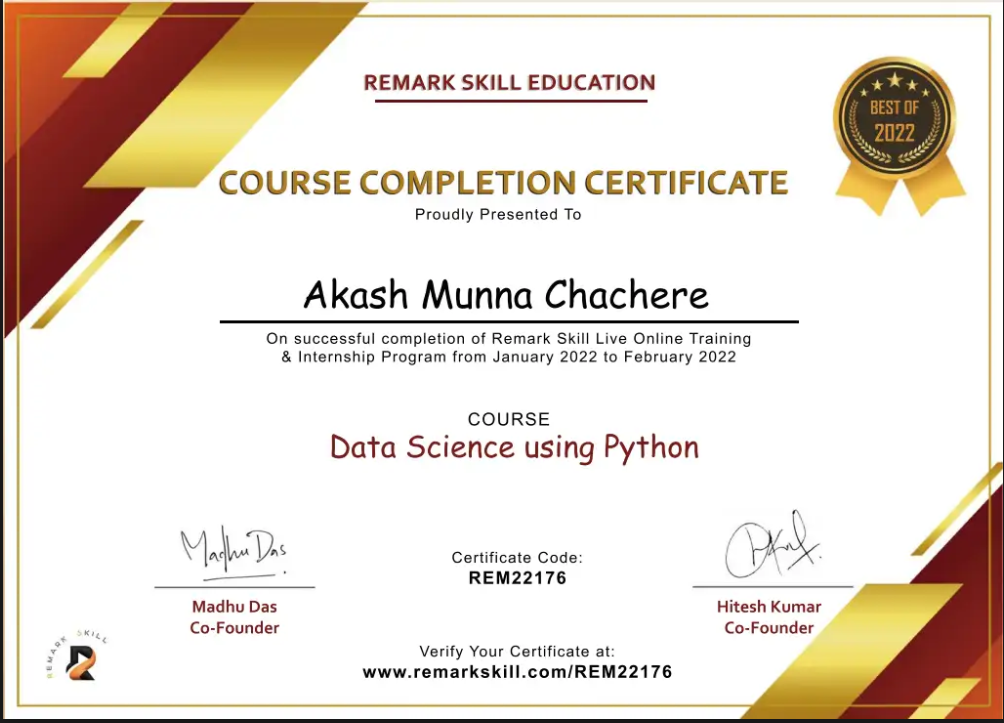 REMARK SKILL EDUCATION
BEST OF
2022
COURSE COMPLETION CERTIFICATE
Proudly Presented To
Akash Munna Chachere
On successful completion of Remark Skill Live Online Training
& Internship Program from January 2022 to February 2022
COURSE
Data Science using Python
Madhu Das
Certificate Code:
REM22176
Madhu Das
Co-Founder
Hitesh Kumar
Co-Founder
REMARK SKILL
Verify Your Certificate at:
www.remarkskill.com/REM22176